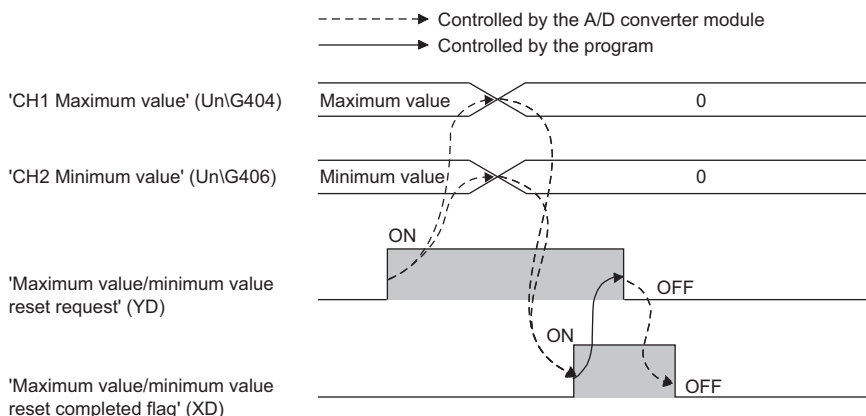 Controlled by the A/D converter module
Controlled by the program
'CH1 Maximum value' (Un\G404)
Maximum value
0
'CH2 Minimum value' (Un\G406)
Minimum value
0
ON
'Maximum value/minimum value
reset request' (YD)
OFF
ON
'Maximum value/minimum value
reset completed flag' (XD)
OFF